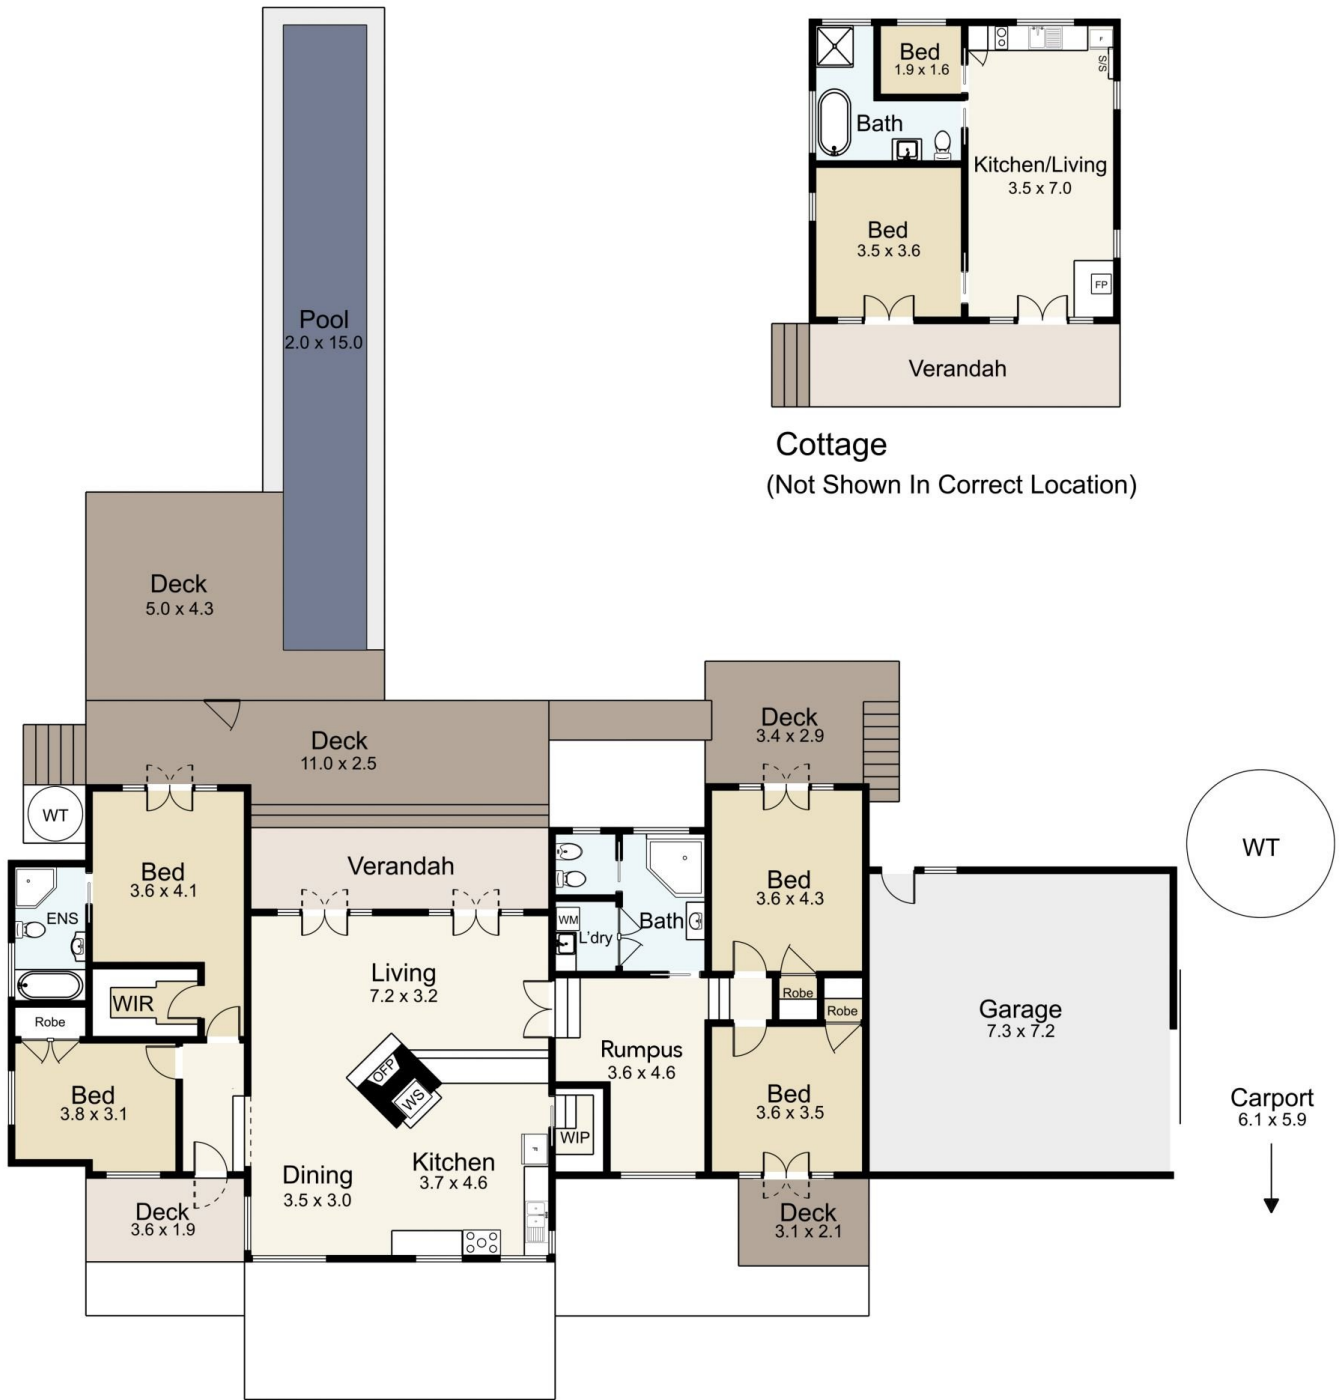 Bed
1.9 x 1.6
F
S/S
Bath
Kitchen/Living
3.5 x 7.0
Bed
3.5 x 3.6
FP
Verandah
Cottage
(Not Shown In Correct Location)
Pool
2.0 x 15.0
Deck
5.0 x 4.3
Deck
11.0 x 2.5
Deck
3.4 x 2.9
WT
WT
Bed
3.6 x 4.1
Verandah
Bed
3.6 x 4.3
ENS
WM
L'dry
Bath
Living
7.2 x 3.2
WIR
Robe
Robe
Robe
Garage
7.3 x 7.2
Rumpus
3.6 x 4.6
OFP
WS
Bed
3.8 x 3.1
Bed
3.6 x 3.5
Carport
6.1 x 5.9
WIP
F
Kitchen
3.7 x 4.6
Dining
3.5 x 3.0
Deck
3.6 x 1.9
Deck
3.1 x 2.1